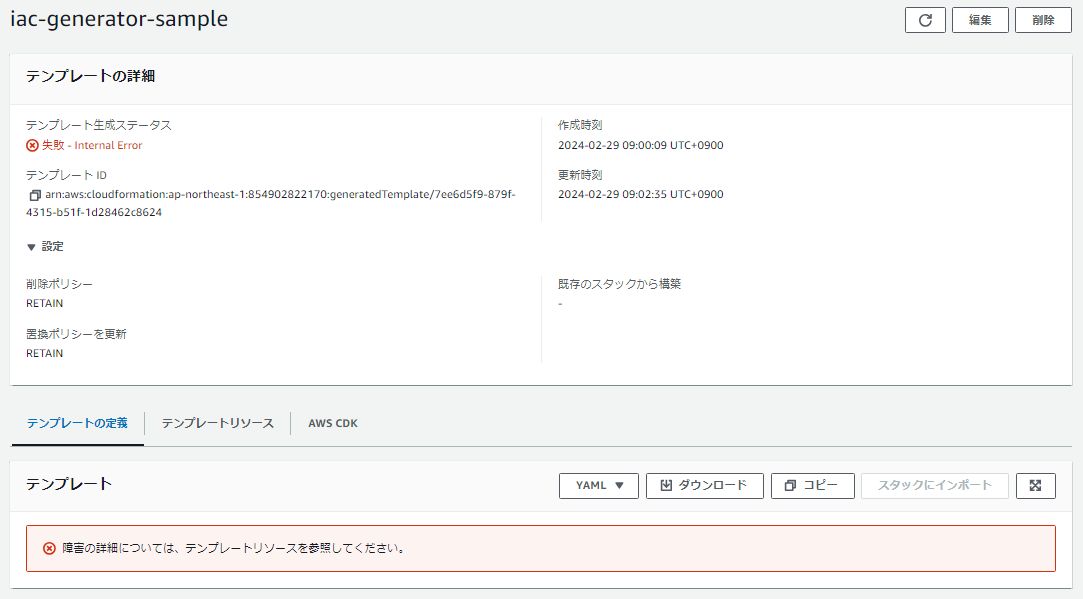 iac-generator-sample
編集
削除
テンプレートの詳細
テンプレート生成ステータス
失敗 - Internal Error
テンプレート ID
arn:aws:cloudformation:ap-northeast-1:854902822170:generatedTemplate/7ee6d5f9-879f-
4315-b51f-1d28462c8624
作成時刻
2024-02-29 09:00:09 UTC+0900
更新時刻
2024-02-29 09:02:35 UTC+0900
設定
削除ポリシー
RETAIN
置換ポリシーを更新
RETAIN
既存のスタックから構築
-
テンプレートの定義
テンプレートリソース
AWS CDK
テンプレート
YAML
ダウンロード
コピー
スタックにインポート
障害の詳細については、テンプレートリソースを参照してください。